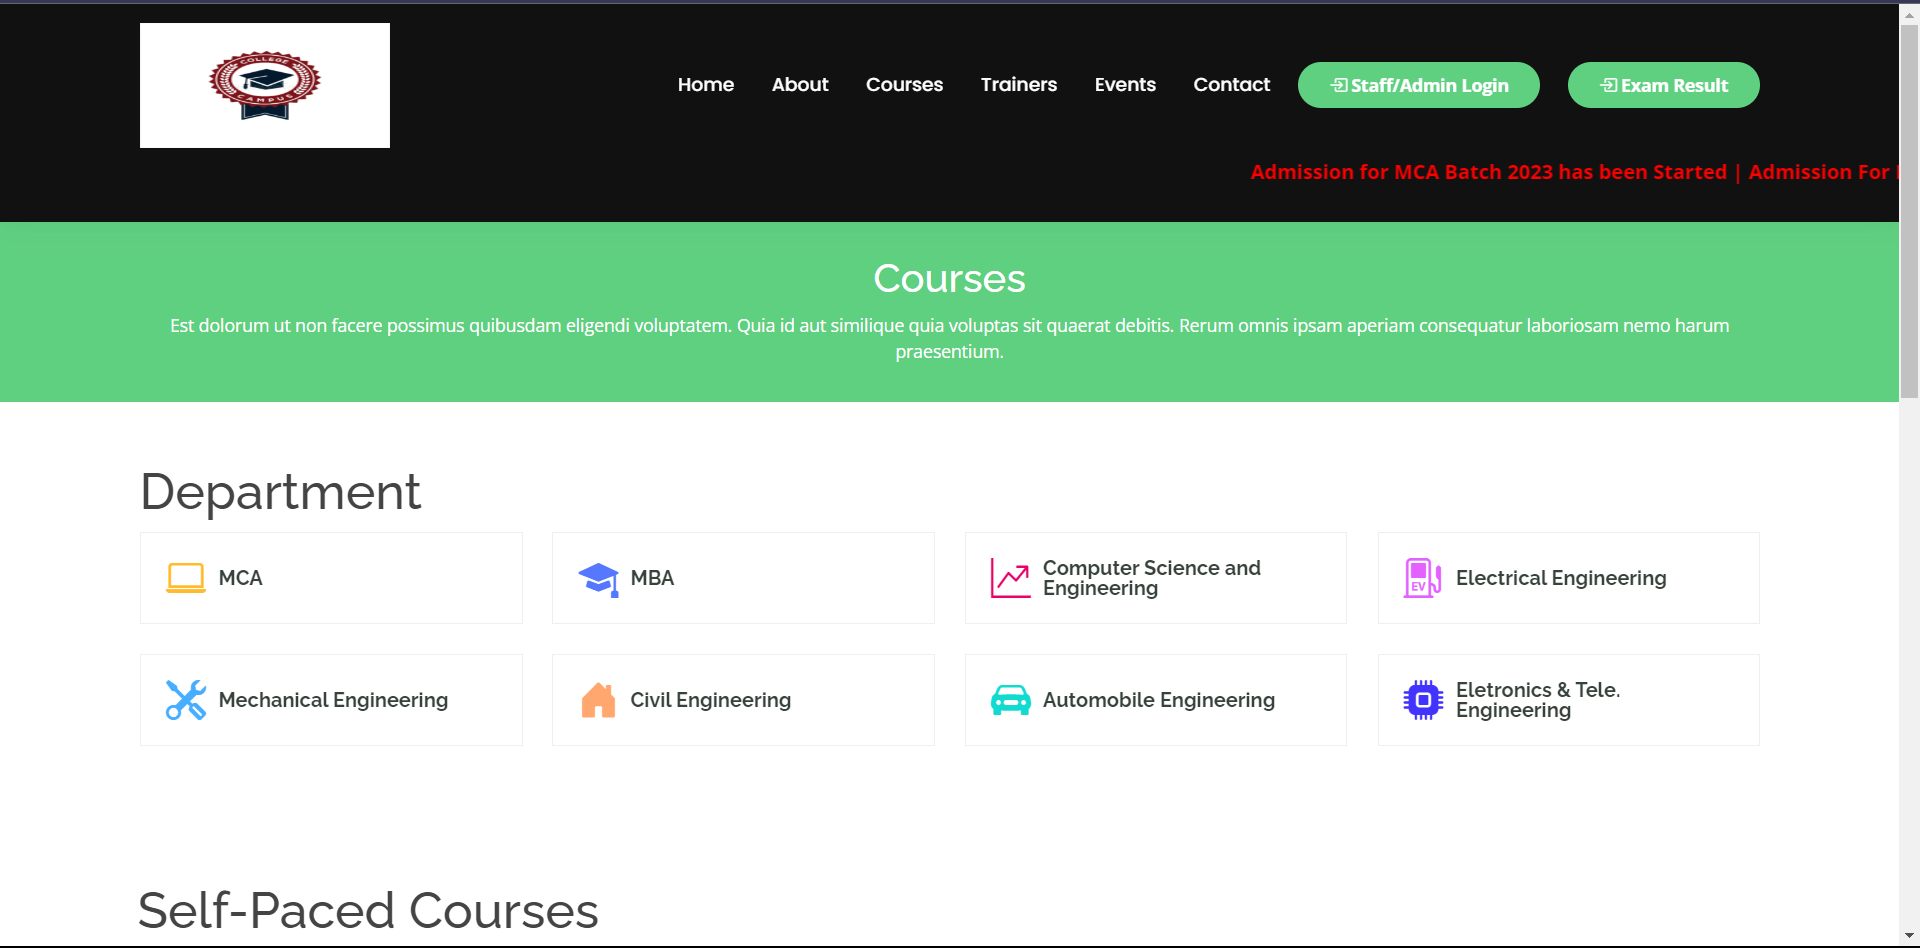 COLLEGE
CAMPUS
Home About Courses Trainers Events Contact Staff/Admin Login Exam Result
Admission for MCA Batch 2023 has been Started | Admission For
Courses
Est dolorum ut non facere possimus quibusdam eligendi voluptatem. Quia id aut similique quia voluptas sit quaerat debitis. Rerum omnis ipsam aperiam consequatur laboriosam nemo harum
praesentium.
Department
MCA
MBA
Computer Science and
Engineering
EV
Electrical Engineering
Mechanical Engineering
Civil Engineering
Automobile Engineering
Eletronics & Tele.
Engineering
Self-Paced Courses